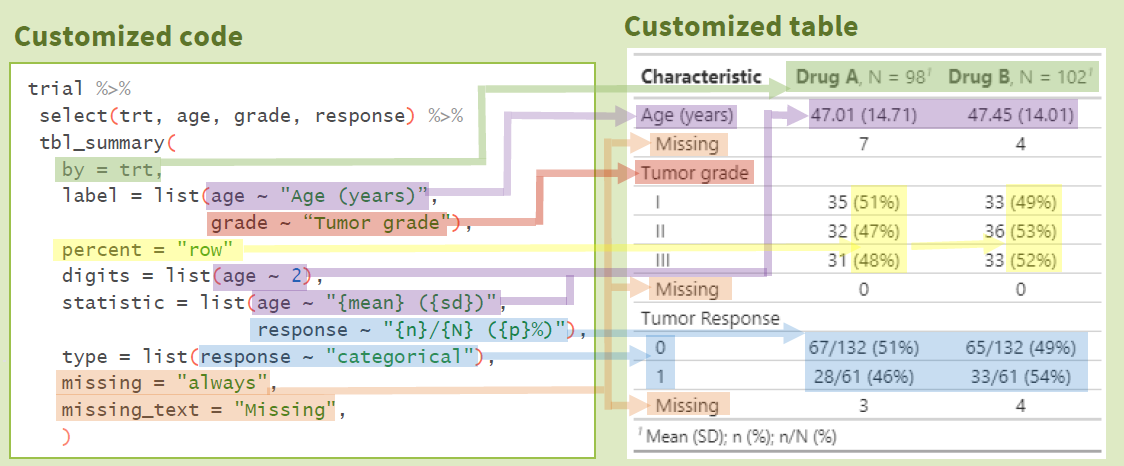 Customized code
trial %>%
select(trt, age, grade, response) %>%
tbl_summary(
by = trt,
label = list(age ~ "Age (years)",
grade ~ “Tumor grade"),
percent = "row"
digits = list(age ~ 2),
statistic = list(age ~ "{mean} ({sd})",
response ~ "{n}/{N} ({p}%)"),
type = list(response ~ "categorical"),
missing = "always",
missing_text = "Missing",
)
Customized table
Characteristic Drug A, N = 98¹ Drug B, N = 102¹
Age (years) 47.01 (14.71) 47.45 (14.01)
Missing 7 4
Tumor grade
I 35 (51%) 33 (49%)
II 32 (47%) 36 (53%)
III 31 (48%) 33 (52%)
Missing 0 0
Tumor Response
0 67/132 (51%) 65/132 (49%)
1 28/61 (46%) 33/61 (54%)
Missing 3 4
¹ Mean (SD); n (%); n/N (%)